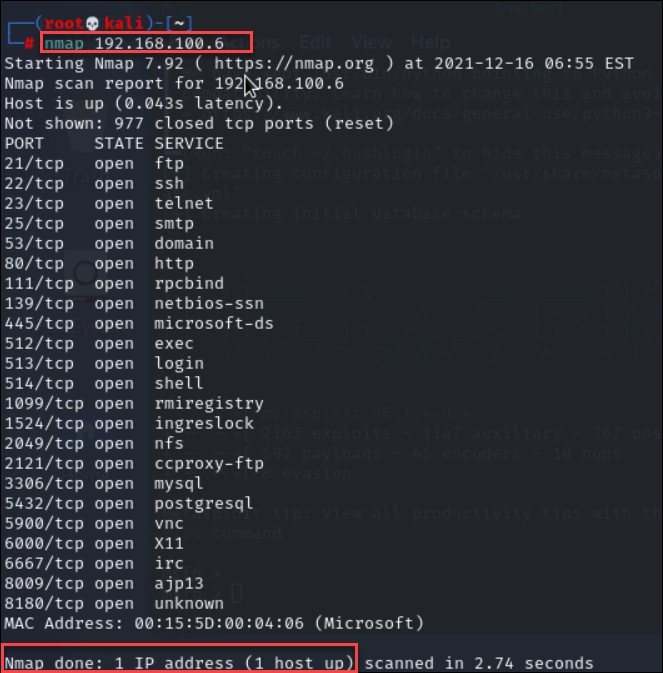 (root💀kali)-[~]
# nmap 192.168.100.6
Starting Nmap 7.92 ( https://nmap.org ) at 2021-12-16 06:55 EST
Nmap scan report for 192.168.100.6
Host is up (0.043s latency).
Not shown: 977 closed tcp ports (reset)
PORT     STATE SERVICE
21/tcp   open  ftp
22/tcp   open  ssh
23/tcp   open  telnet
25/tcp   open  smtp
53/tcp   open  domain
80/tcp   open  http
111/tcp  open  rpcbind
139/tcp  open  netbios-ssn
445/tcp  open  microsoft-ds
512/tcp  open  exec
513/tcp  open  login
514/tcp  open  shell
1099/tcp open  rmiregistry
1524/tcp open  ingreslock
2049/tcp open  nfs
2121/tcp open  ccproxy-ftp
3306/tcp open  mysql
5432/tcp open  postgresql
5900/tcp open  vnc
6000/tcp open  X11
6667/tcp open  irc
8009/tcp open  ajp13
8180/tcp open  unknown
MAC Address: 00:15:5D:00:04:06 (Microsoft)
Nmap done: 1 IP address (1 host up) scanned in 2.74 seconds